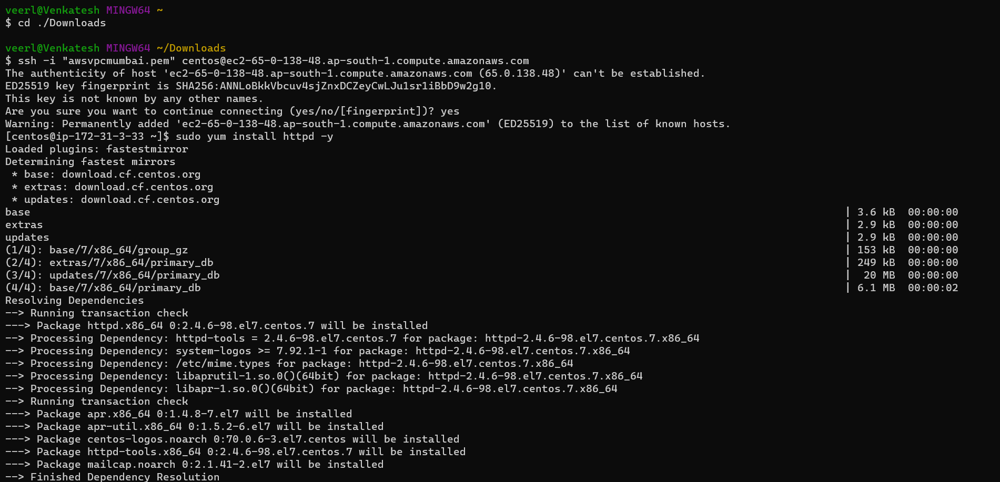 veerl@Venkatesh MINGW64 ~
$ cd ./Downloads
veerl@Venkatesh MINGW64 ~/Downloads
$ ssh -i "awsvpcmumbai.pem" centos@ec2-65-0-138-48.ap-south-1.compute.amazonaws.com
The authenticity of host 'ec2-65-0-138-48.ap-south-1.compute.amazonaws.com (65.0.138.48)' can't be established.
ED25519 key fingerprint is SHA256:ANNLoBkkVbcuv4sjZnxDCZeyCwLJu1sr1iBbD9w2g10.
This key is not known by any other names.
Are you sure you want to continue connecting (yes/no/[fingerprint])? yes
Warning: Permanently added 'ec2-65-0-138-48.ap-south-1.compute.amazonaws.com' (ED25519) to the list of known hosts.
[centos@ip-172-31-3-33 ~]$ sudo yum install httpd -y
Loaded plugins: fastestmirror
Determining fastest mirrors
 * base: download.cf.centos.org
 * extras: download.cf.centos.org
 * updates: download.cf.centos.org
base | 3.6 kB  00:00:00
extras | 2.9 kB  00:00:00
updates | 2.9 kB  00:00:00
(1/4): base/7/x86_64/group_gz | 153 kB  00:00:00
(2/4): extras/7/x86_64/primary_db | 249 kB  00:00:00
(3/4): updates/7/x86_64/primary_db |  20 MB  00:00:00
(4/4): base/7/x86_64/primary_db | 6.1 MB  00:00:02
Resolving Dependencies
--> Running transaction check
---> Package httpd.x86_64 0:2.4.6-98.el7.centos.7 will be installed
--> Processing Dependency: httpd-tools = 2.4.6-98.el7.centos.7 for package: httpd-2.4.6-98.el7.centos.7.x86_64
--> Processing Dependency: system-logos >= 7.92.1-1 for package: httpd-2.4.6-98.el7.centos.7.x86_64
--> Processing Dependency: /etc/mime.types for package: httpd-2.4.6-98.el7.centos.7.x86_64
--> Processing Dependency: libaprutil-1.so.0()(64bit) for package: httpd-2.4.6-98.el7.centos.7.x86_64
--> Processing Dependency: libapr-1.so.0()(64bit) for package: httpd-2.4.6-98.el7.centos.7.x86_64
--> Running transaction check
---> Package apr.x86_64 0:1.4.8-7.el7 will be installed
---> Package apr-util.x86_64 0:1.5.2-6.el7 will be installed
---> Package centos-logos.noarch 0:70.0.6-3.el7.centos will be installed
---> Package httpd-tools.x86_64 0:2.4.6-98.el7.centos.7 will be installed
---> Package mailcap.noarch 0:2.1.41-2.el7 will be installed
--> Finished Dependency Resolution